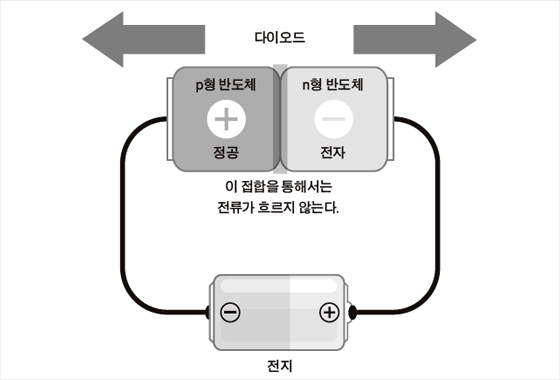 다이오드
p형 반도체
n형 반도체
+
−
정공
전자
이 접합을 통해서는
전류가 흐르지 않는다.
−
+
전지